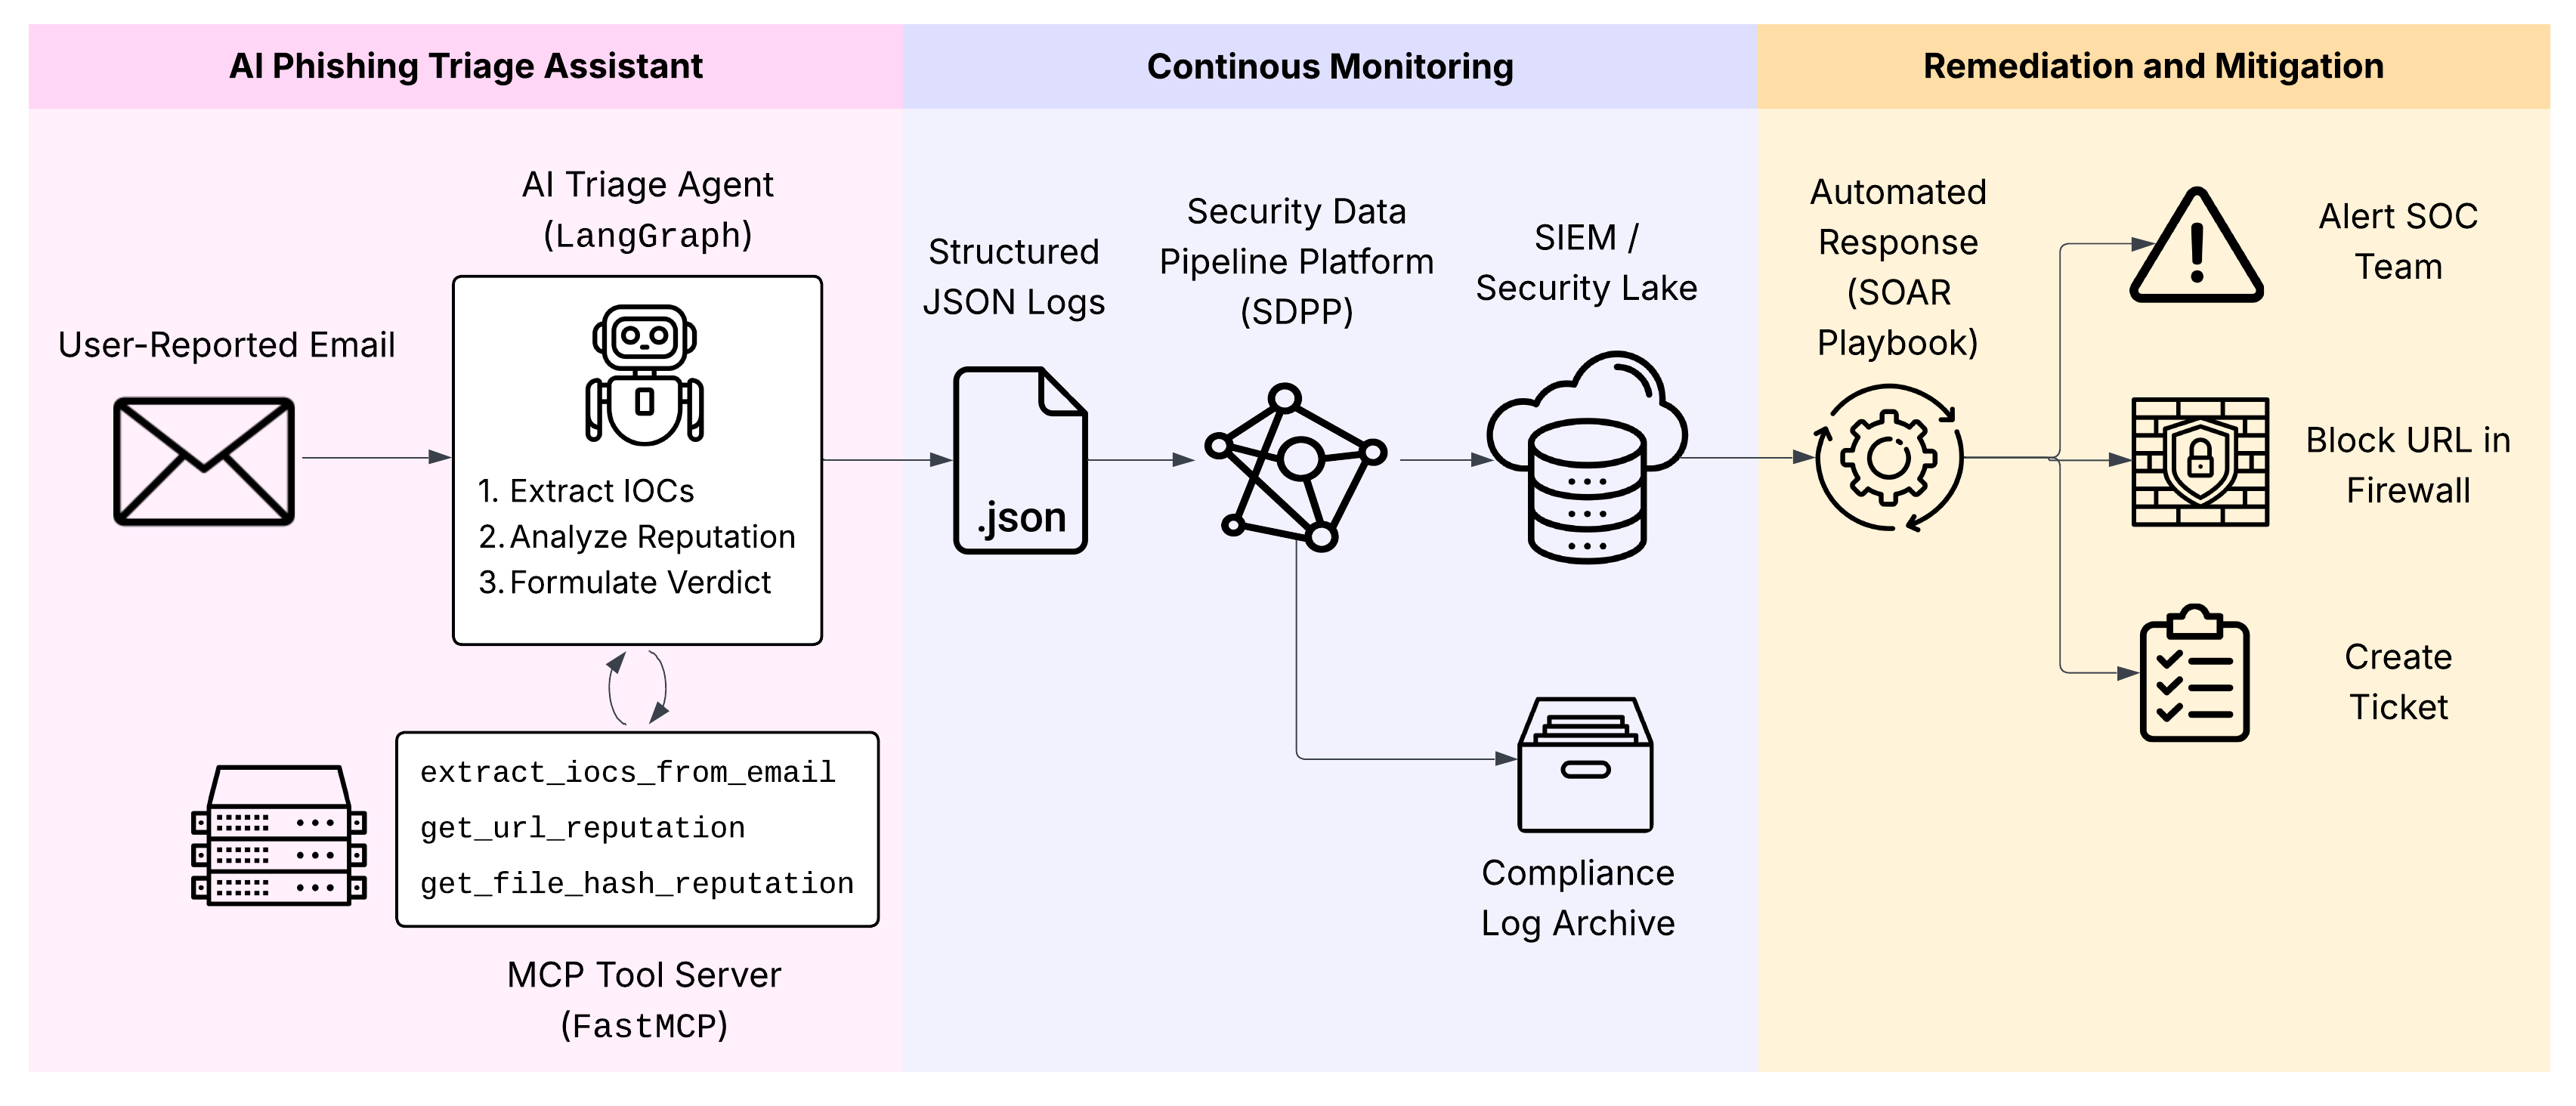 AI Phishing Triage Assistant
Continous Monitoring
Remediation and Mitigation
User-Reported Email
AI Triage Agent
(LangGraph)
1. Extract IOCs
2. Analyze Reputation
3. Formulate Verdict
extract_iocs_from_email
get_url_reputation
get_file_hash_reputation
MCP Tool Server
(FastMCP)
Structured
JSON Logs
.json
Security Data
Pipeline Platform
(SDPP)
SIEM /
Security Lake
Compliance
Log Archive
Automated
Response
(SOAR
Playbook)
Alert SOC
Team
Block URL in
Firewall
Create
Ticket